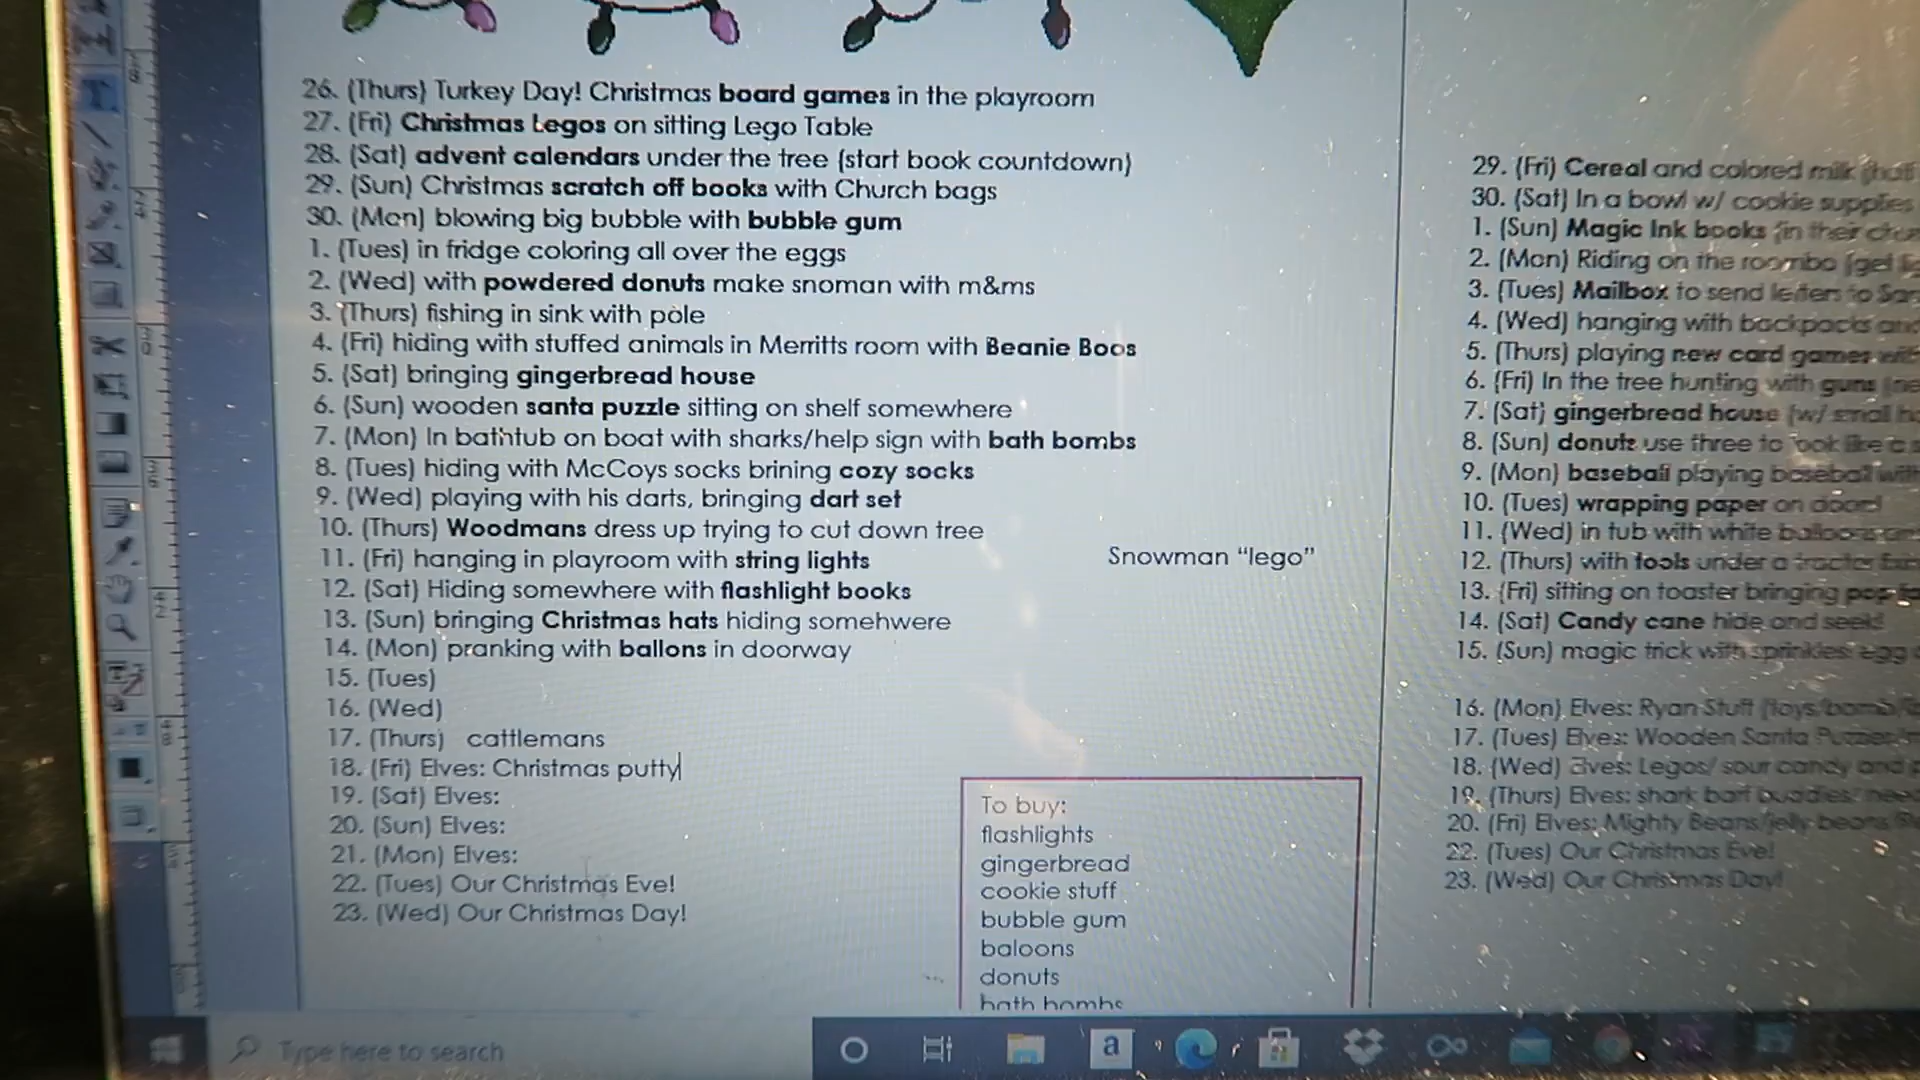 26. (Thurs) Turkey Day! Christmas board games in the playroom
27. (Fri) Christmas Legos on sitting Lego Table
28. (Sat) advent calendars under the tree (start book countdown)
29. (Sun) Christmas scratch off books with Church bags
30. (Mon) blowing big bubble with bubble gum
1. (Tues) in fridge coloring all over the eggs
2. (Wed) with powdered donuts make snoman with m&ms
3. (Thurs) fishing in sink with pole
4. (Fri) hiding with stuffed animals in Merritts room with Beanie Boos
5. (Sat) bringing gingerbread house
6. (Sun) wooden santa puzzle sitting on shelf somewhere
7. (Mon) In bathtub on boat with sharks/help sign with bath bombs
8. (Tues) hiding with McCoys socks brining cozy socks
9. (Wed) playing with his darts, bringing dart set
10. (Thurs) Woodmans dress up trying to cut down tree
11. (Fri) hanging in playroom with string lights
12. (Sat) Hiding somewhere with flashlight books
13. (Sun) bringing Christmas hats hiding somehwere
14. (Mon) pranking with ballons in doorway
15. (Tues)
16. (Wed)
17. (Thurs) cattlemans
18. (Fri) Elves: Christmas putty
19. (Sat) Elves:
20. (Sun) Elves:
21. (Mon) Elves:
22. (Tues) Our Christmas Eve!
23. (Wed) Our Christmas Day!
Snowman "lego"
To buy:
flashlights
gingerbread
cookie stuff
bubble gum
baloons
donuts
bath bombs
29. (Fri) Cereal and colored milk
30. (Sat) In a bowl w/ cookie supplies
1. (Sun) Magic Ink books (in their
2. (Mon) Riding on the roomba (get
3. (Tues) Mailbox to send letters to
4. (Wed) hanging with backpacks
5. (Thurs) playing new card games
6. (Fri) In the tree hunting with guns
7. (Sat) gingerbread house (w/ small
8. (Sun) donuts use three to look like a
9. (Mon) baseball playing baseball with
10. (Tues) wrapping paper on door!
11. (Wed) in tub with white balloons
12. (Thurs) with tools under a tractor
13. (Fri) sitting on toaster bringing pop
14. (Sat) Candy cane hide and seek!
15. (Sun) magic trick with sprinkles! egg
16. (Mon) Elves: Ryan Stuff (toys/bomb/
17. (Tues) Elves: Wooden Santa Puzzles/
18. (Wed) Elves: Legos/ sour candy and
19. (Thurs) Elves: shark barf buddies/
20. (Fri) Elves: Mighty Beans/jelly beans
22. (Tues) Our Christmas Eve!
23. (Wed) Our Christmas Day!
Type here to search